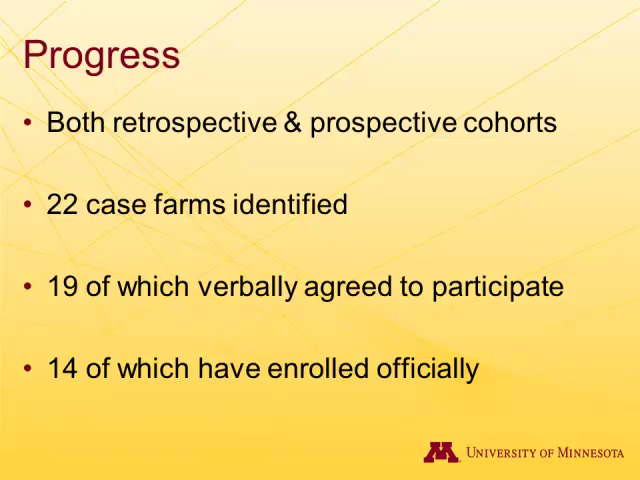 Progress
• Both retrospective & prospective cohorts
• 22 case farms identified
• 19 of which verbally agreed to participate
• 14 of which have enrolled officially
M University of Minnesota